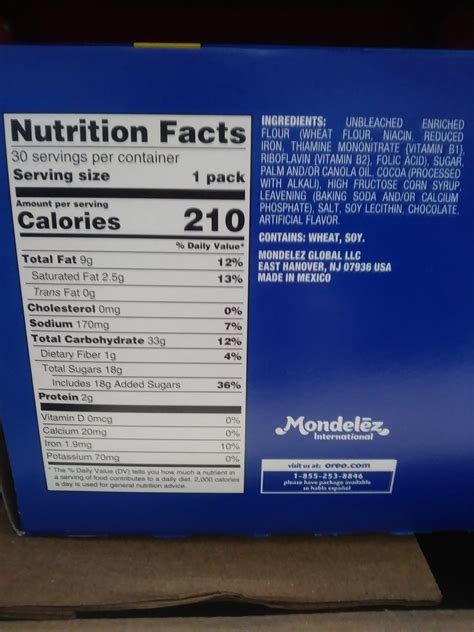 Nutrition Facts
30 servings per container
Serving size 1 pack
Amount per serving
Calories 210
% Daily Value*
Total Fat 9g 12%
Saturated Fat 2.5g 13%
Trans Fat 0g
Cholesterol 0mg 0%
Sodium 170mg 7%
Total Carbohydrate 33g 12%
Dietary Fiber 1g 4%
Total Sugars 18g
Includes 18g Added Sugars 36%
Protein 2g
Vitamin D 0mcg 0%
Calcium 20mg 0%
Iron 1.9mg 10%
Potassium 70mg 0%
* The % Daily Value (DV) tells you how much a nutrient in
a serving of food contributes to a daily diet. 2,000 calories
a day is used for general nutrition advice.
INGREDIENTS: UNBLEACHED ENRICHED
FLOUR (WHEAT FLOUR, NIACIN, REDUCED
IRON, THIAMINE MONONITRATE {VITAMIN B1},
RIBOFLAVIN {VITAMIN B2}, FOLIC ACID), SUGAR,
PALM AND/OR CANOLA OIL, COCOA (PROCESSED
WITH ALKALI), HIGH FRUCTOSE CORN SYRUP,
LEAVENING (BAKING SODA AND/OR CALCIUM
PHOSPHATE), SALT, SOY LECITHIN, CHOCOLATE,
ARTIFICIAL FLAVOR.
CONTAINS: WHEAT, SOY.
MONDELEZ GLOBAL LLC
EAST HANOVER, NJ 07936 USA
MADE IN MEXICO
Mondelēz
International
visit us at: oreo.com
1-855-253-8846
please have package available
se habla español